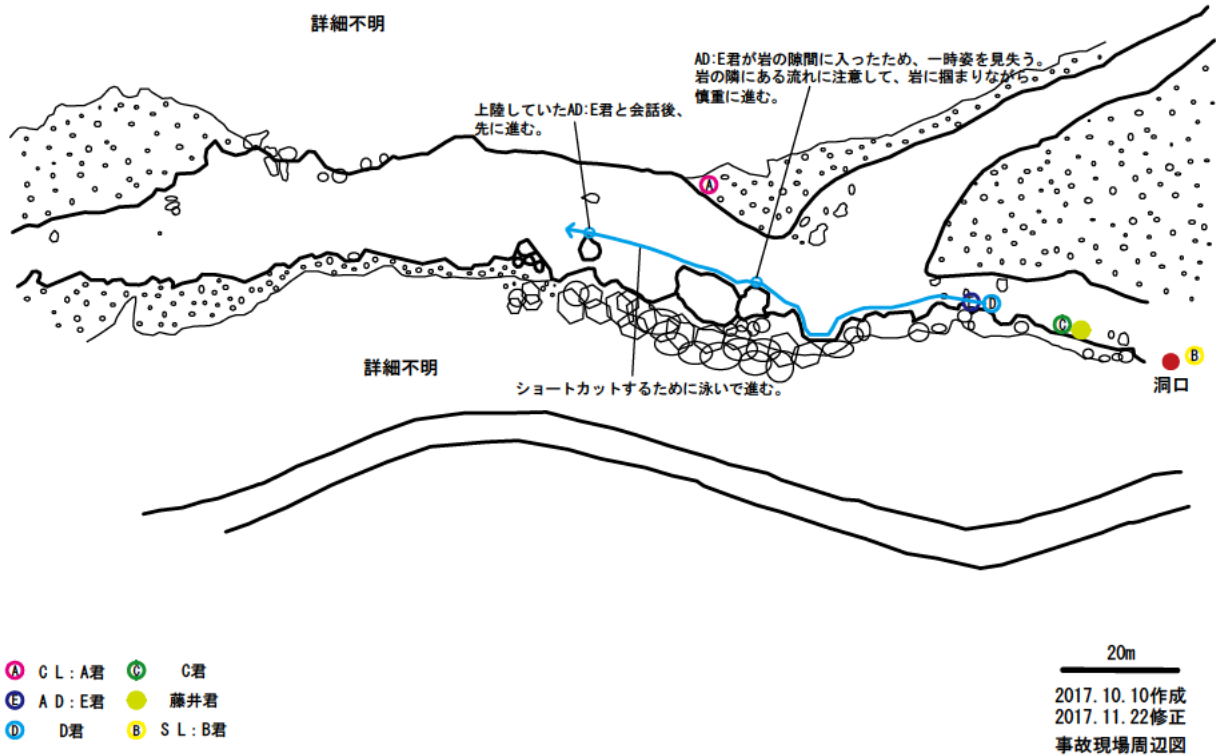 詳細不明
AD:E君が岩の隙間に入ったため、一時姿を見失う。
岩の隣にある流れに注意して、岩に掴まりながら
慎重に進む。
上陸していたAD:E君と会話後、
先に進む。
A
E
D
C
B
洞口
詳細不明
ショートカットするために泳いで進む。
A CL:A君
C C君
E AD:E君
藤井君
D D君
B SL:B君
20m
2017.10.10作成
2017.11.22修正
事故現場周辺図